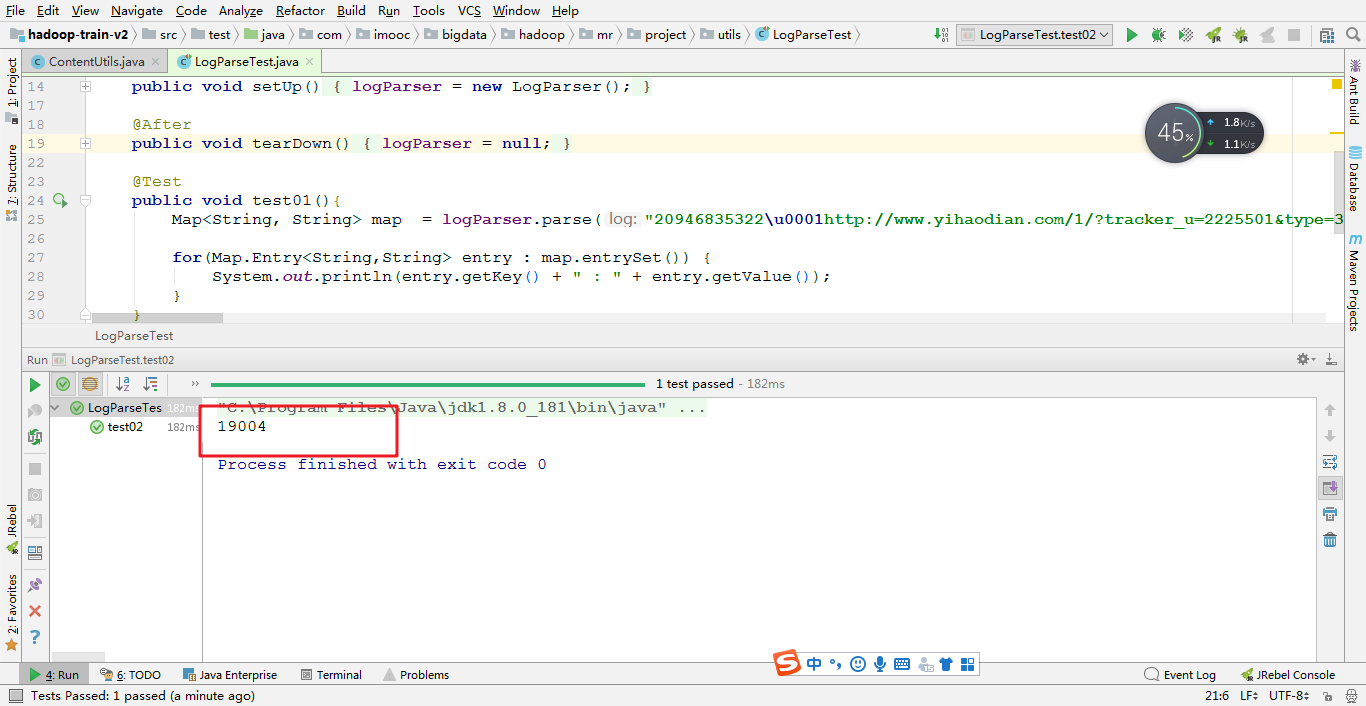 File Edit View Navigate Code Analyze Refactor Build Run Tools VCS Window Help
hadoop-train-v2 src test java com imooc bigdata hadoop mr project utils LogParseTest LogParseTest.test02
ContentUtils.java LogParseTest.java
14 public void setUp() { logParser = new LogParser(); }
17
18 @After
19 public void tearDown() { logParser = null; }
22
23 @Test
24 public void test01(){
25 Map<String, String> map = logParser.parse( log: "20946835322\u0001http://www.yihaodian.com/1/?tracker_u=2225501&type=3
26
27 for(Map.Entry<String,String> entry : map.entrySet()) {
28 System.out.println(entry.getKey() + " : " + entry.getValue());
29 }
30 }
LogParseTest
45%
1.8K/s
1.1K/s
1: Project
7: Structure
JRebel
2: Favorites
Ant Build
Database
Maven Projects
Run LogParseTest.test02
1 test passed - 182ms
LogParseTes 182ms
test02 182ms
"C:\Program Files\Java\jdk1.8.0_181\bin\java" ...
19004
Process finished with exit code 0
中
4: Run 6: TODO Java Enterprise Terminal Problems Event Log JRebel Console
Tests Passed: 1 passed (a minute ago) 21:6 LF UTF-8